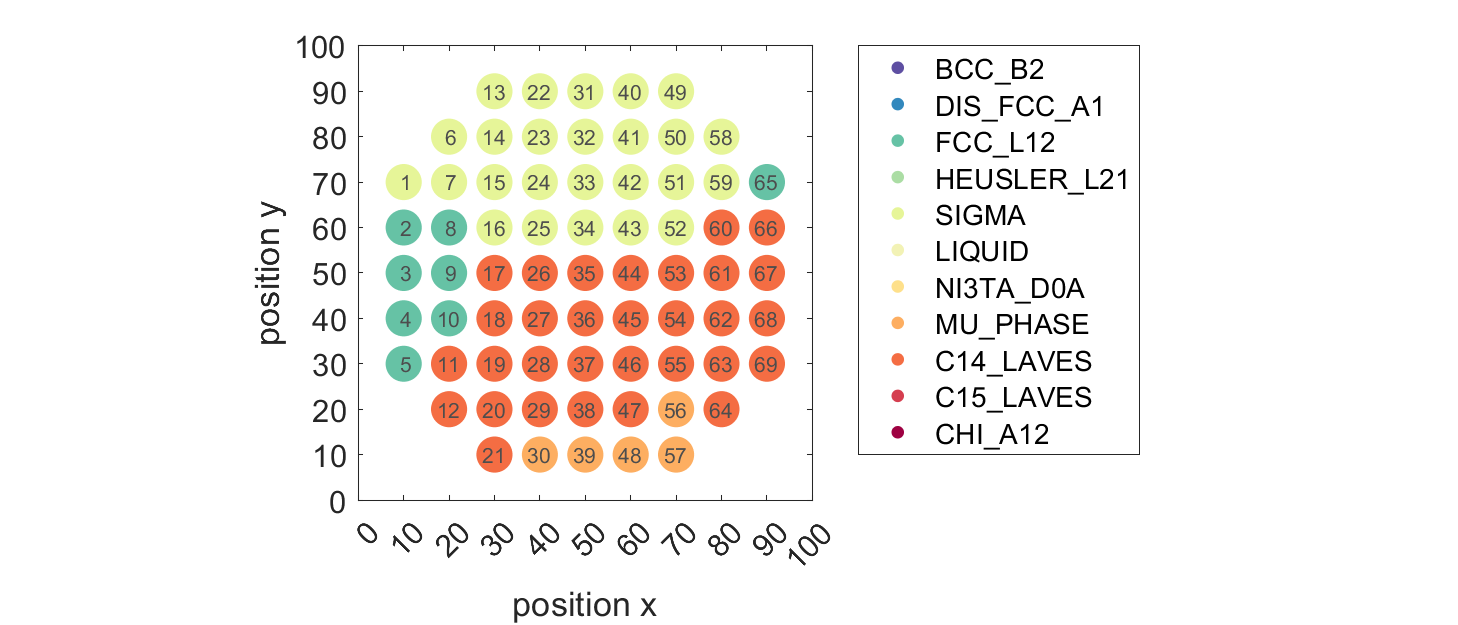 100
90 13 22 31 40 49
80 6 14 23 32 41 50 58
70 1 7 15 24 33 42 51 59 65
60 2 8 16 25 34 43 52 60 66
50 3 9 17 26 35 44 53 61 67
40 4 10 18 27 36 45 54 62 68
30 5 11 19 28 37 46 55 63 69
20 12 20 29 38 47 56 64
10 21 30 39 48 57
0
0 10 20 30 40 50 60 70 80 90 100
position x
position y
BCC_B2
DIS_FCC_A1
FCC_L12
HEUSLER_L21
SIGMA
LIQUID
NI3TA_D0A
MU_PHASE
C14_LAVES
C15_LAVES
CHI_A12